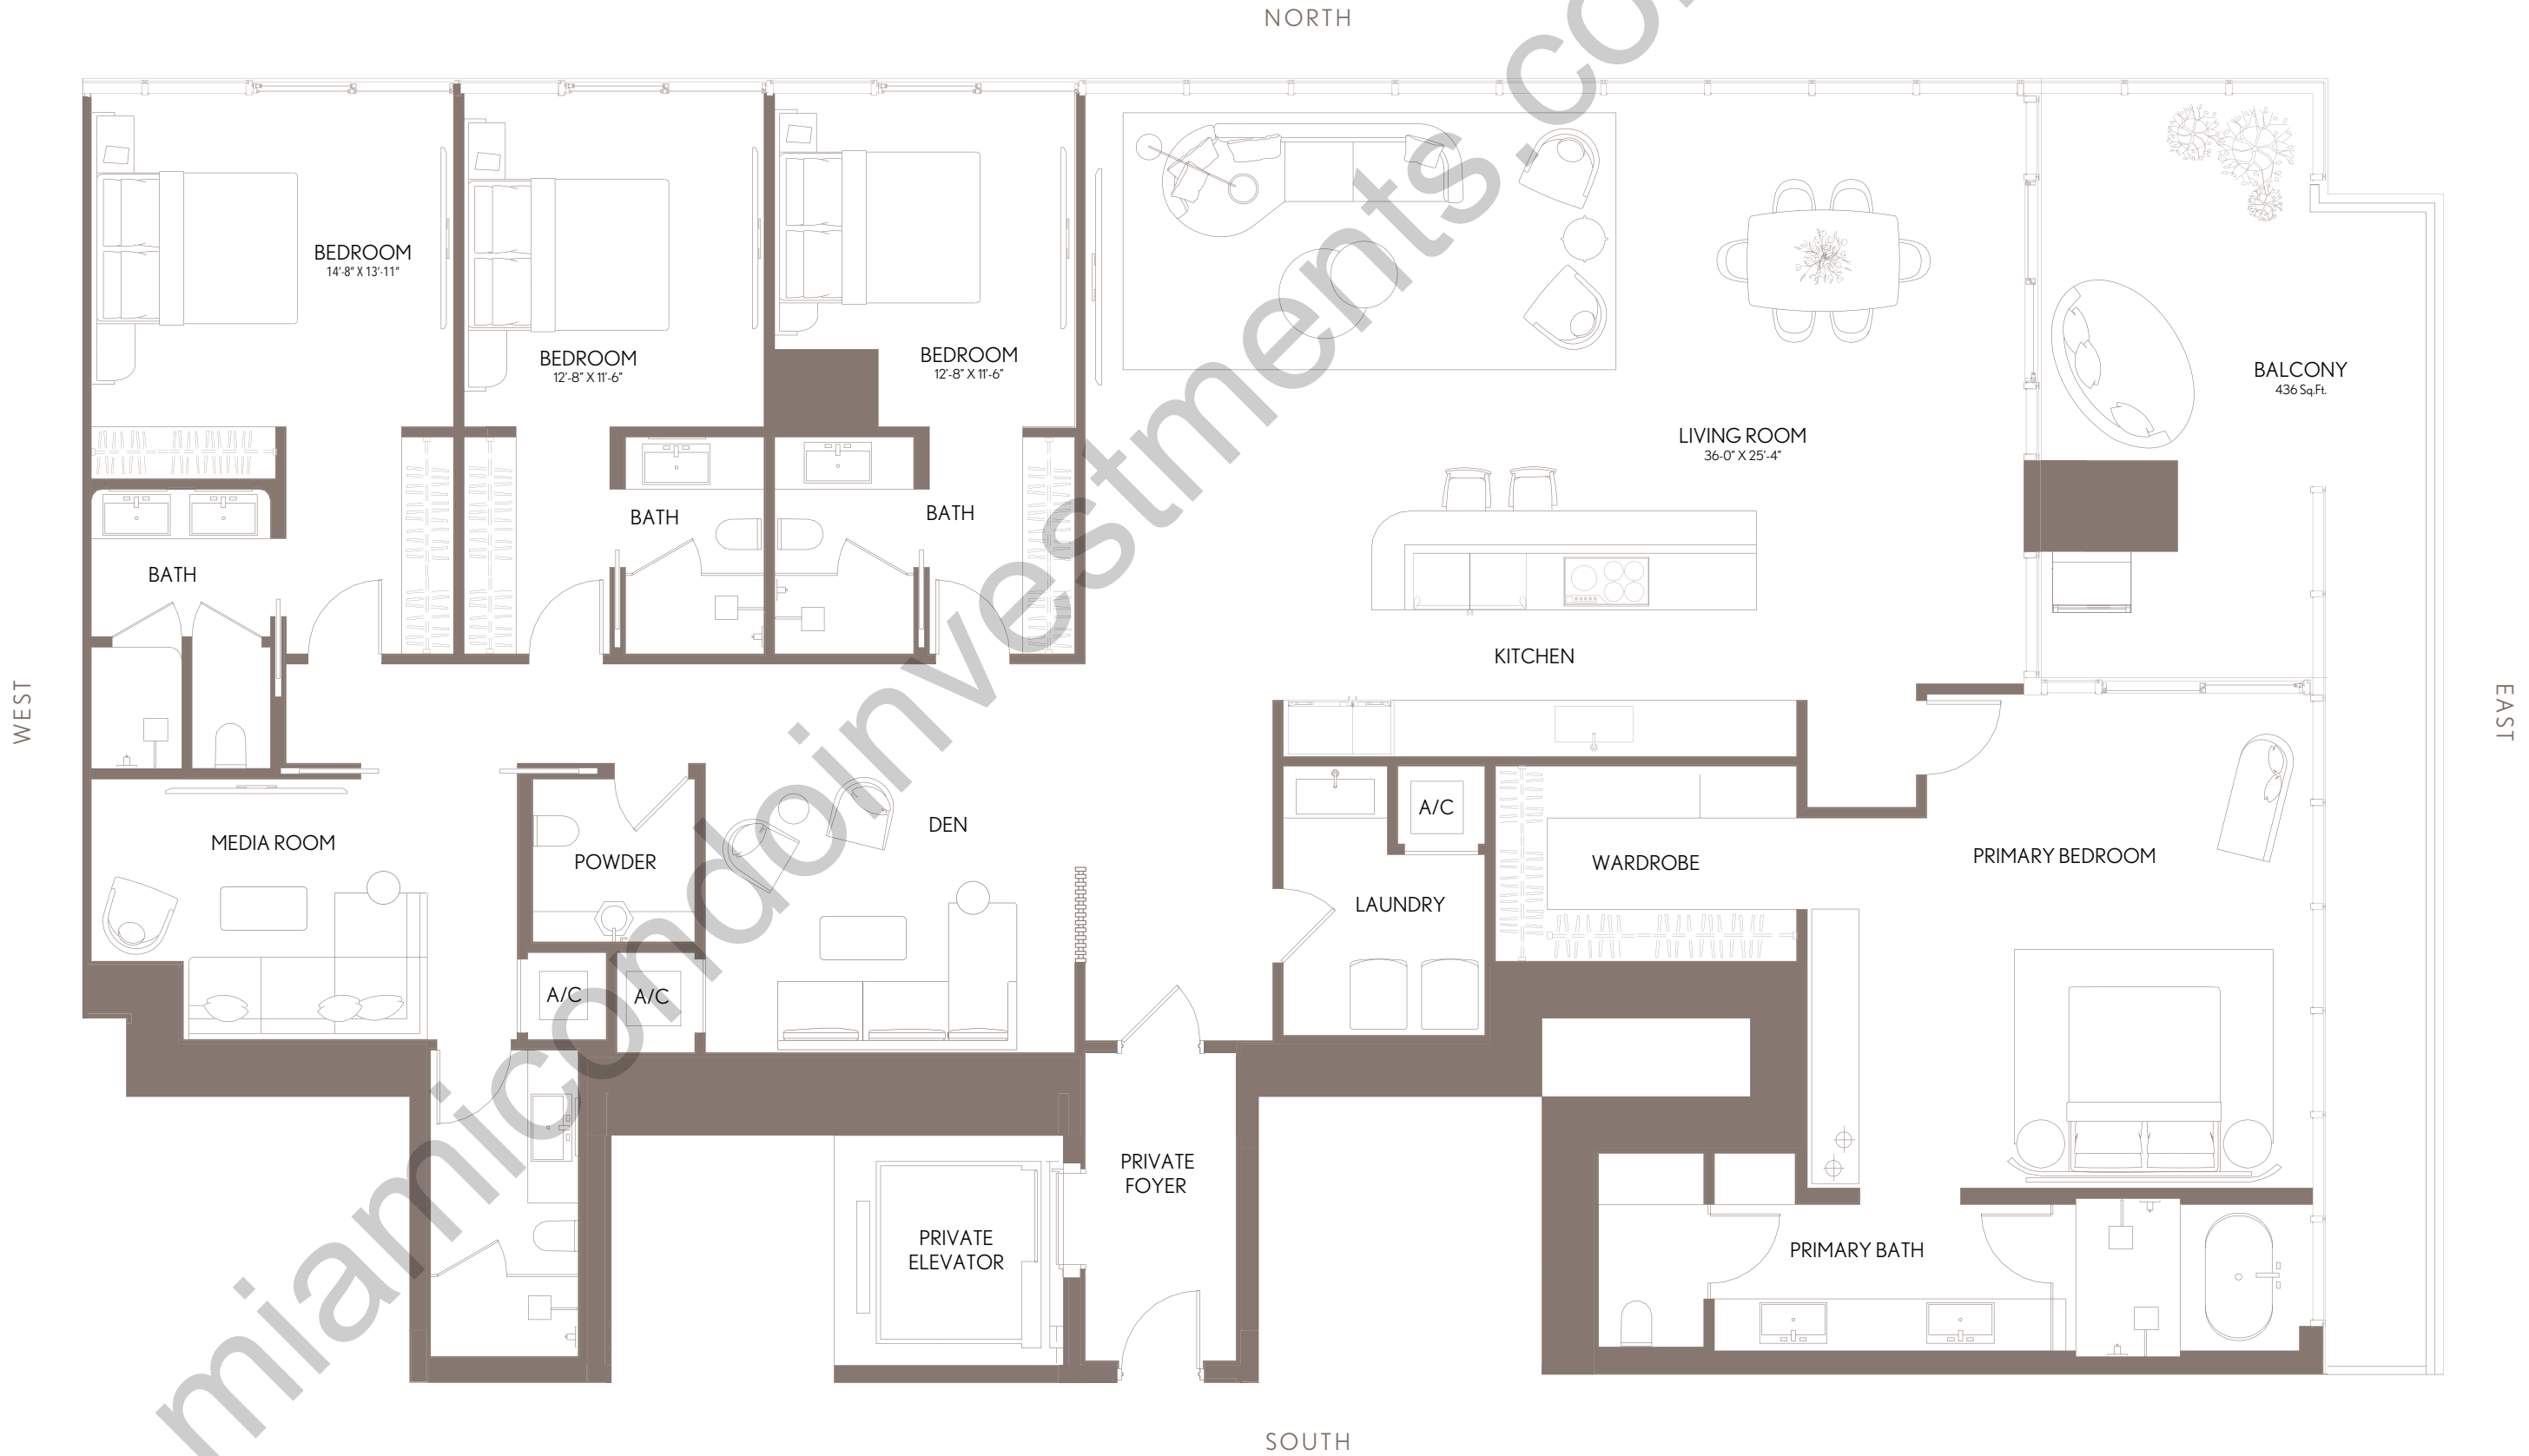 NORTH
BEDROOM
14'-8" X 13'-11"
BEDROOM
12'-8" X 11'-6"
BEDROOM
12'-8" X 11'-6"
BALCONY
436 Sq.Ft.
LIVING ROOM
36-0" X 25'-4"
BATH
BATH
BATH
KITCHEN
WEST
EAST
MEDIA ROOM
POWDER
DEN
A/C
WARDROBE
PRIMARY BEDROOM
LAUNDRY
A/C
A/C
PRIVATE
FOYER
PRIVATE
ELEVATOR
PRIMARY BATH
SOUTH
miamicondoinvestments.co